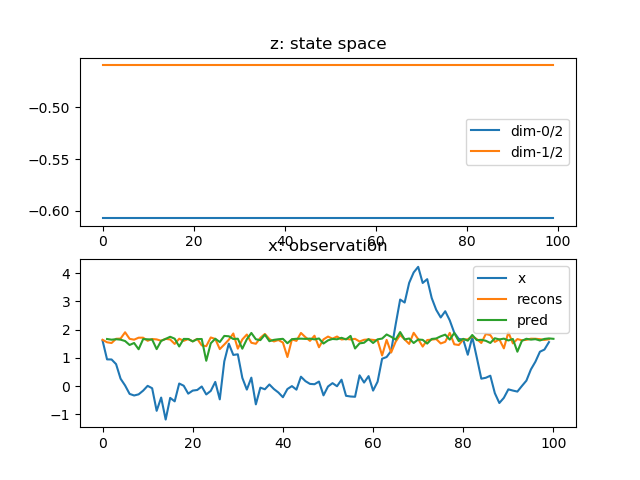 z: state space
−0.50
−0.55
−0.60
dim-0/2
dim-1/2
0 20 40 60 80 100
x: observation
4
3
2
1
0
−1
x
recons
pred
0 20 40 60 80 100